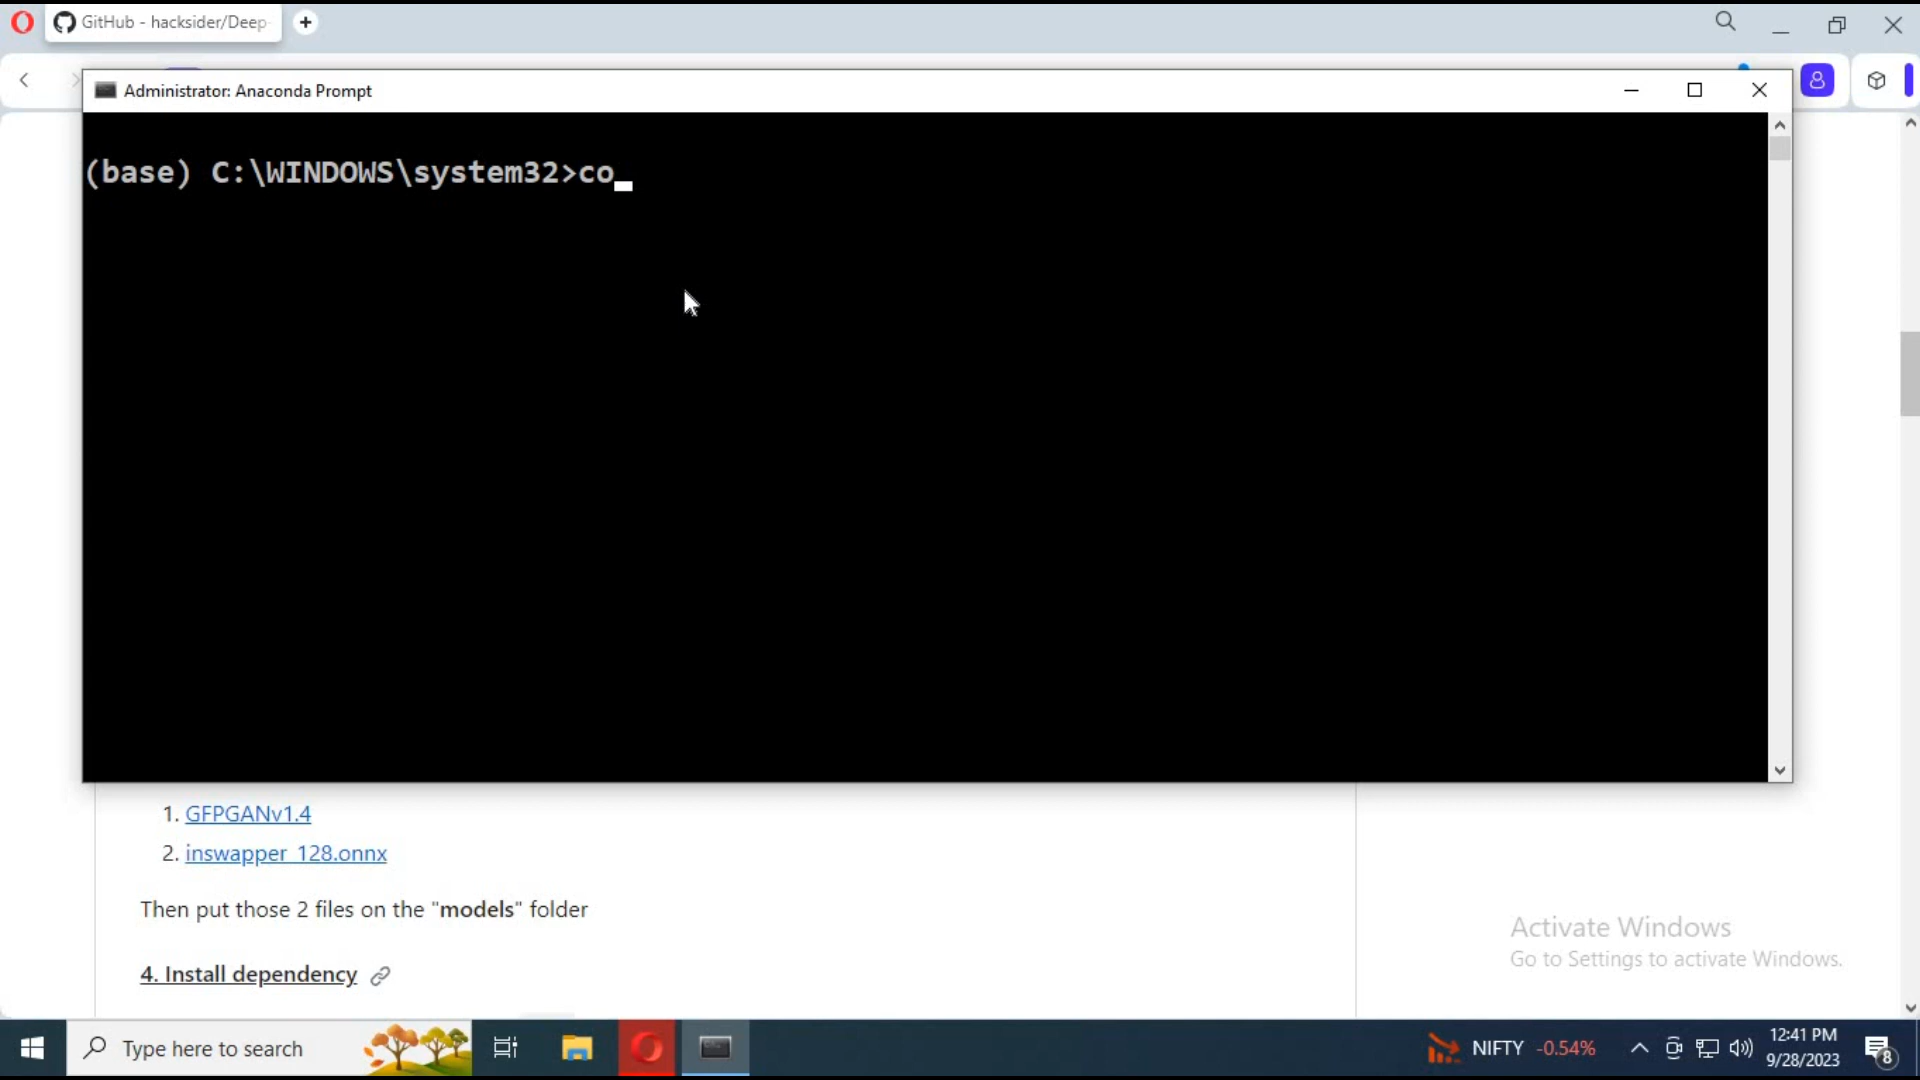 GitHub - hacksider/Deep-
Administrator: Anaconda Prompt
(base) C:\WINDOWS\system32>co_
1. GFPGANv1.4
2. inswapper_128.onnx
Then put those 2 files on the "models" folder
4. Install dependency
Activate Windows
Go to Settings to activate Windows.
Type here to search
NIFTY -0.54%
12:41 PM
9/28/2023
8